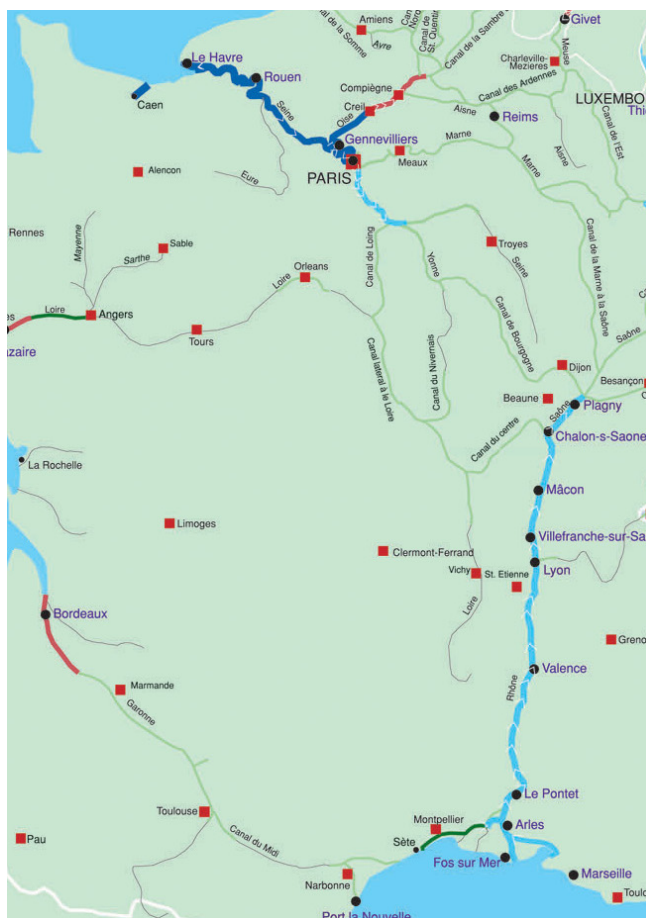 Amiens
Canal de la Somme
Ayre
Canal
Nord
Canal de
St. Quentin
Canal de la Sambre
Givet
Meuse
Le Havre
Rouen
Caen
Seine
Compiègne
Creil
Oise
Charleville-
Mezieres
Canal des Ardennes
LUXEMBO
Thi
Aisne
Reims
Gennevilliers
Marne
Meaux
PARIS
Canal de l'Est
Aisne
Marne
Alencon
Eure
Rennes
Mayenne
Sable
Sarthe
Canal de Loing
Yonne
Troyes
Seine
Canal de la Marne à la Saône
Orleans
Loire
Loire
Angers
Tours
zaire
Canal de Bourgogne
Saône
Canal lateral à le Loire
Canal du Nivernais
Dijon
Besançon
Beaune
Saône
Plagny
Canal du centre
Chalon-s-Saone
La Rochelle
Mâcon
Limoges
Villefranche-sur-Sa
Clermont-Ferrand
Lyon
Vichy
St. Etienne
Loire
Bordeaux
Greno
Valence
Marmande
Rhône
Garonne
Le Pontet
Toulouse
Montpellier
Arles
Pau
Canal du Midi
Sète
Fos sur Mer
Marseille
Narbonne
Toulo
Port la Nouvelle